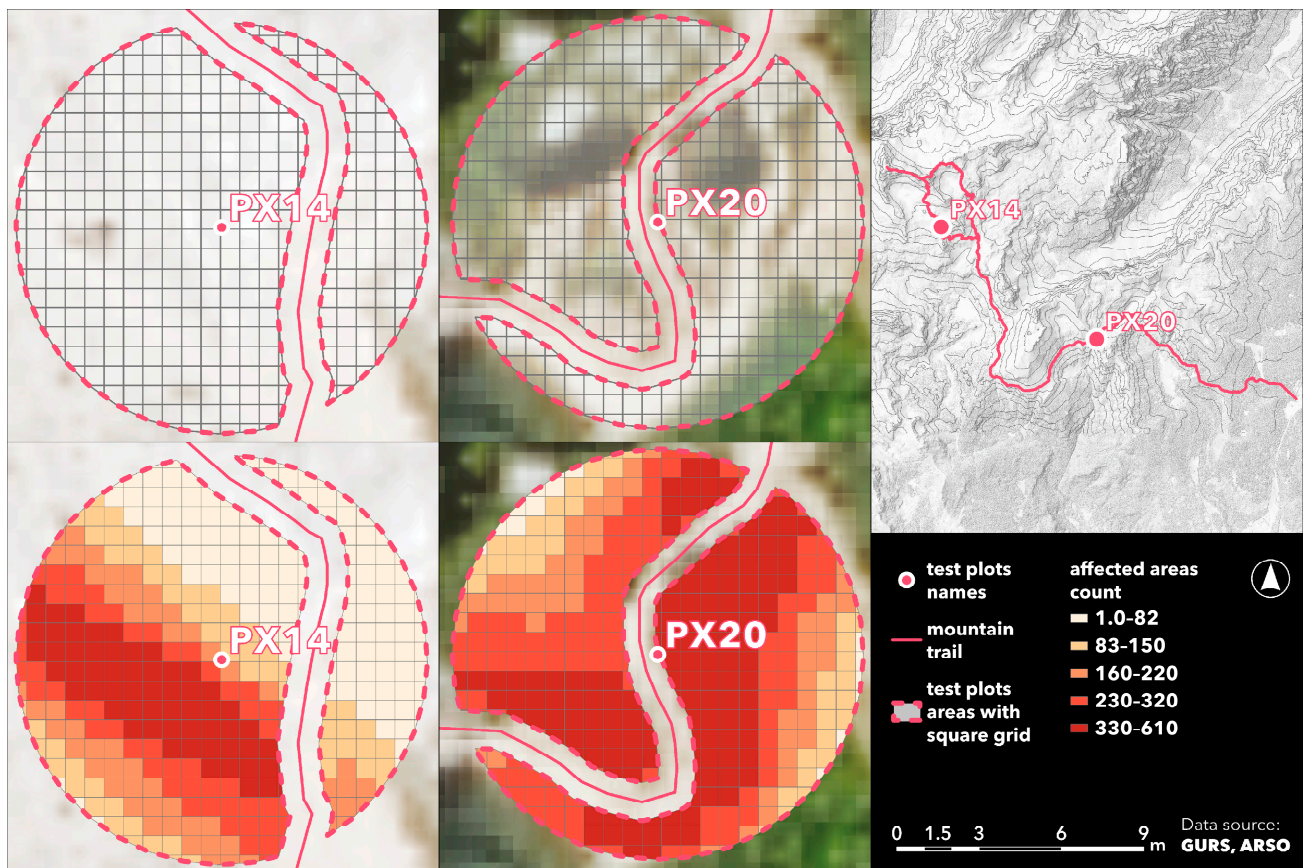 PX14
PX20
PX14
PX20
PX14
PX20
test plots
names
mountain
trail
test plots
areas with
square grid
affected areas
count
1.0–82
83–150
160–220
230–320
330–610
0 1.5 3 6 9
m
Data source:
GURS, ARSO